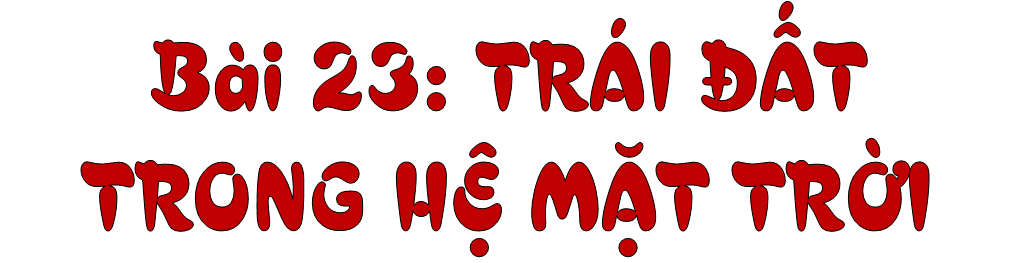 Bài 23: TRÁI ĐẤT
TRONG HỆ MẶT TRỜI